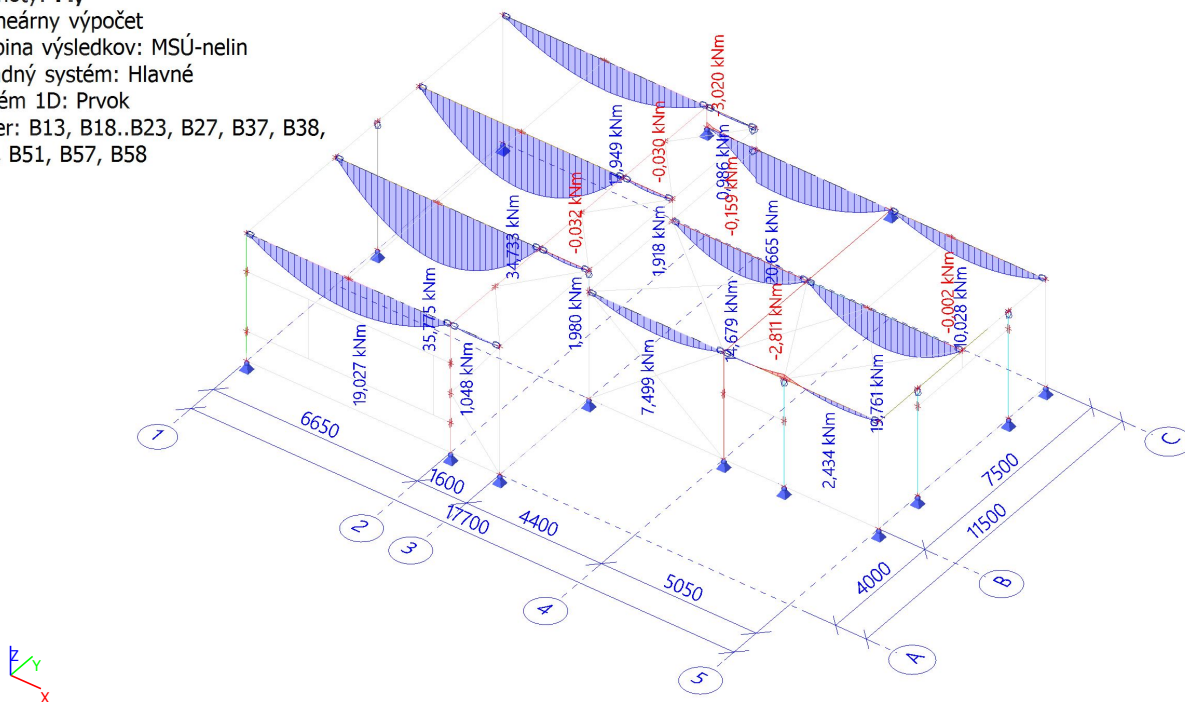 neárny výpočet
pina výsledkov: MSÚ-nelin
dný systém: Hlavné
ém 1D: Prvok
er: B13, B18..B23, B27, B37, B38,
, B51, B57, B58
-3,020 kNm
-0,030 kNm
0,986 kNm
-0,159 kNm
-0,032 kNm
34,733 kNm
1,918 kNm
20,665 kNm
-0,002 kNm
10,028 kNm
35,775 kNm
1,980 kNm
-2,811 kNm
19,027 kNm
1,048 kNm
7,499 kNm
19,761 kNm
2,434 kNm
1
6650
1600
17700
4400
5050
2
3
4
5
4000
7500
11500
A
B
C
Z
Y
X